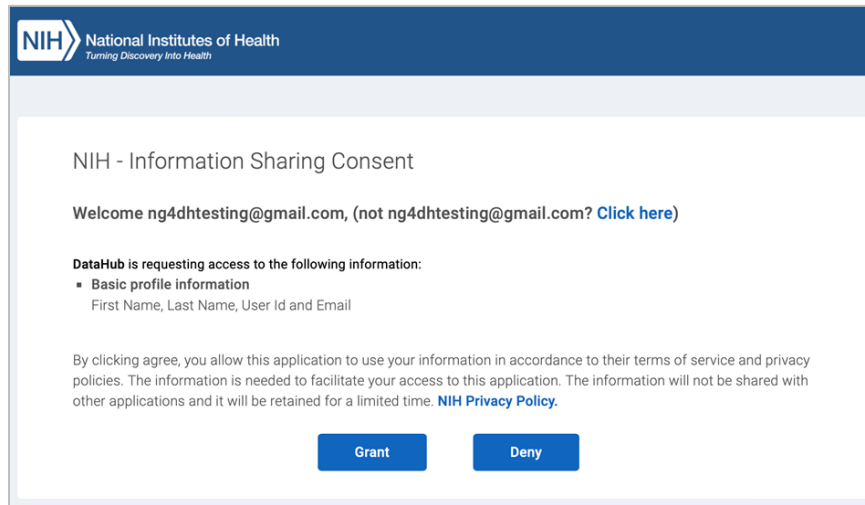 NIH National Institutes of Health
Turning Discovery Into Health
NIH - Information Sharing Consent
Welcome ng4dhtesting@gmail.com, (not ng4dhtesting@gmail.com? Click here)
DataHub is requesting access to the following information:
▪ Basic profile information
First Name, Last Name, User Id and Email
By clicking agree, you allow this application to use your information in accordance to their terms of service and privacy
policies. The information is needed to facilitate your access to this application. The information will not be shared with
other applications and it will be retained for a limited time. NIH Privacy Policy.
Grant Deny